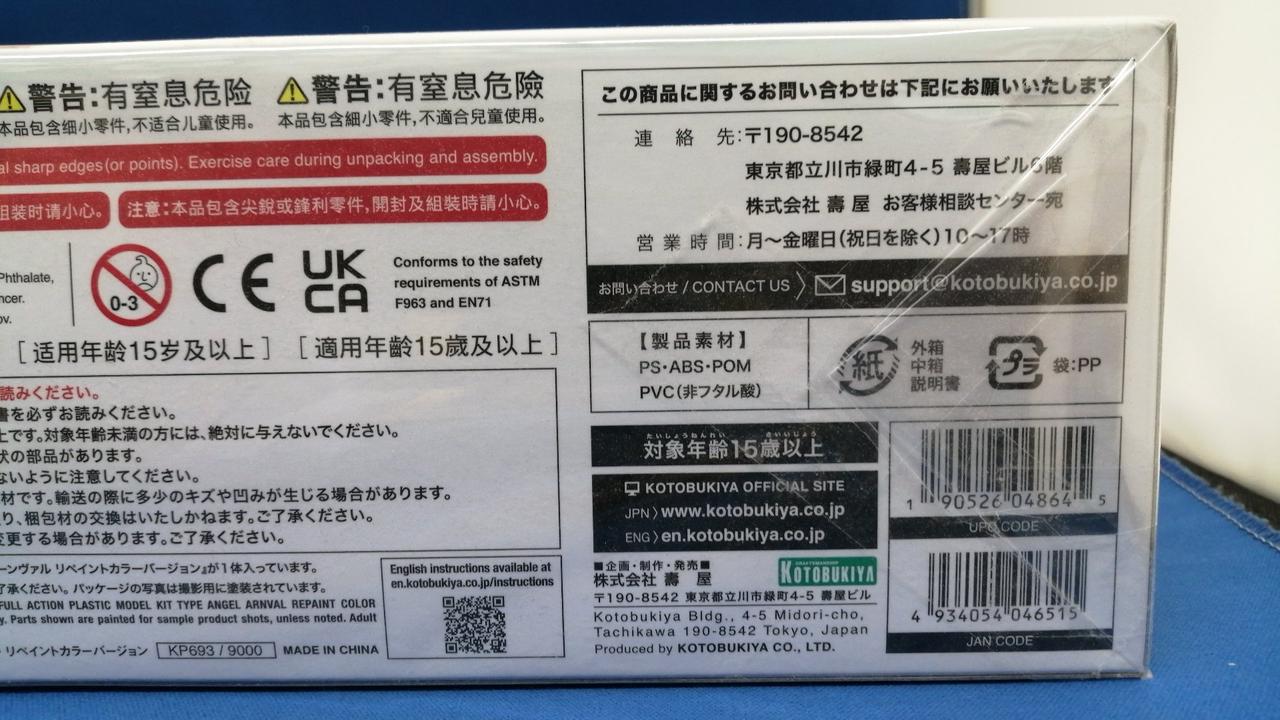 警告:有窒息危险
本品包含细小零件,不适合儿童使用。
警告:有窒息危險
本品包含細小零件,不適合兒童使用。
al sharp edges(or points). Exercise care during unpacking and assembly.
组装时请小心。
注意:本品包含尖銳或鋒利零件,開封及組裝時請小心。
Phthalate,
ncer.
ov.
0-3
CE
UK
CA
Conforms to the safety
requirements of ASTM
F963 and EN71
[适用年龄15岁及以上]
[適用年齡15歲及以上]
読みください。
書を必ずお読みください。
上です。対象年齢未満の方には、絶対に与えないでください。
状の部品があります。
ないように注意してください。
材です。輸送の際に多少のキズや凹みが生じる場合があります。
り、梱包材の交換はいたしかねます。ご了承ください。
変更する場合があります。ご了承ください。
ーンヴァル リペイントカラーバージョン』が1体入っています。
了承ください。パッケージの写真は撮影用に塗装されています。
FULL ACTION PLASTIC MODEL KIT TYPE ANGEL ARNVAL REPAINT COLOR
y. Parts shown are painted for sample product shots, unless noted. Adult
・リペイントカラーバージョン
KP693 / 9000
MADE IN CHINA
English instructions available at
en.kotobukiya.co.jp/instructions
この商品に関するお問い合わせは下記にお願いいたします
連絡先:〒190-8542
東京都立川市緑町4-5 壽屋ビル6階
株式会社 壽屋 お客様相談センター宛
営業時間:月〜金曜日(祝日を除く)10〜17時
お問い合わせ / CONTACT US
support@kotobukiya.co.jp
【製品素材】
PS・ABS・POM
PVC(非フタル酸)
紙
外箱
中箱
説明書
プラ
袋:PP
たいしょうねんれい さいいじょう
対象年齢15歳以上
KOTOBUKIYA OFFICIAL SITE
JPN 〉www.kotobukiya.co.jp
ENG 〉en.kotobukiya.co.jp
■企画・制作・発売■
株式会社 壽屋
CRAFTSMANSHIP
KOTOBUKIYA
〒190-8542 東京都立川市緑町4-5 壽屋ビル
Kotobukiya Bldg., 4-5 Midori-cho,
Tachikawa 190-8542 Tokyo, Japan
Produced by KOTOBUKIYA CO., LTD.
1 90526 04864 5
UPC CODE
4 934054 046515
JAN CODE